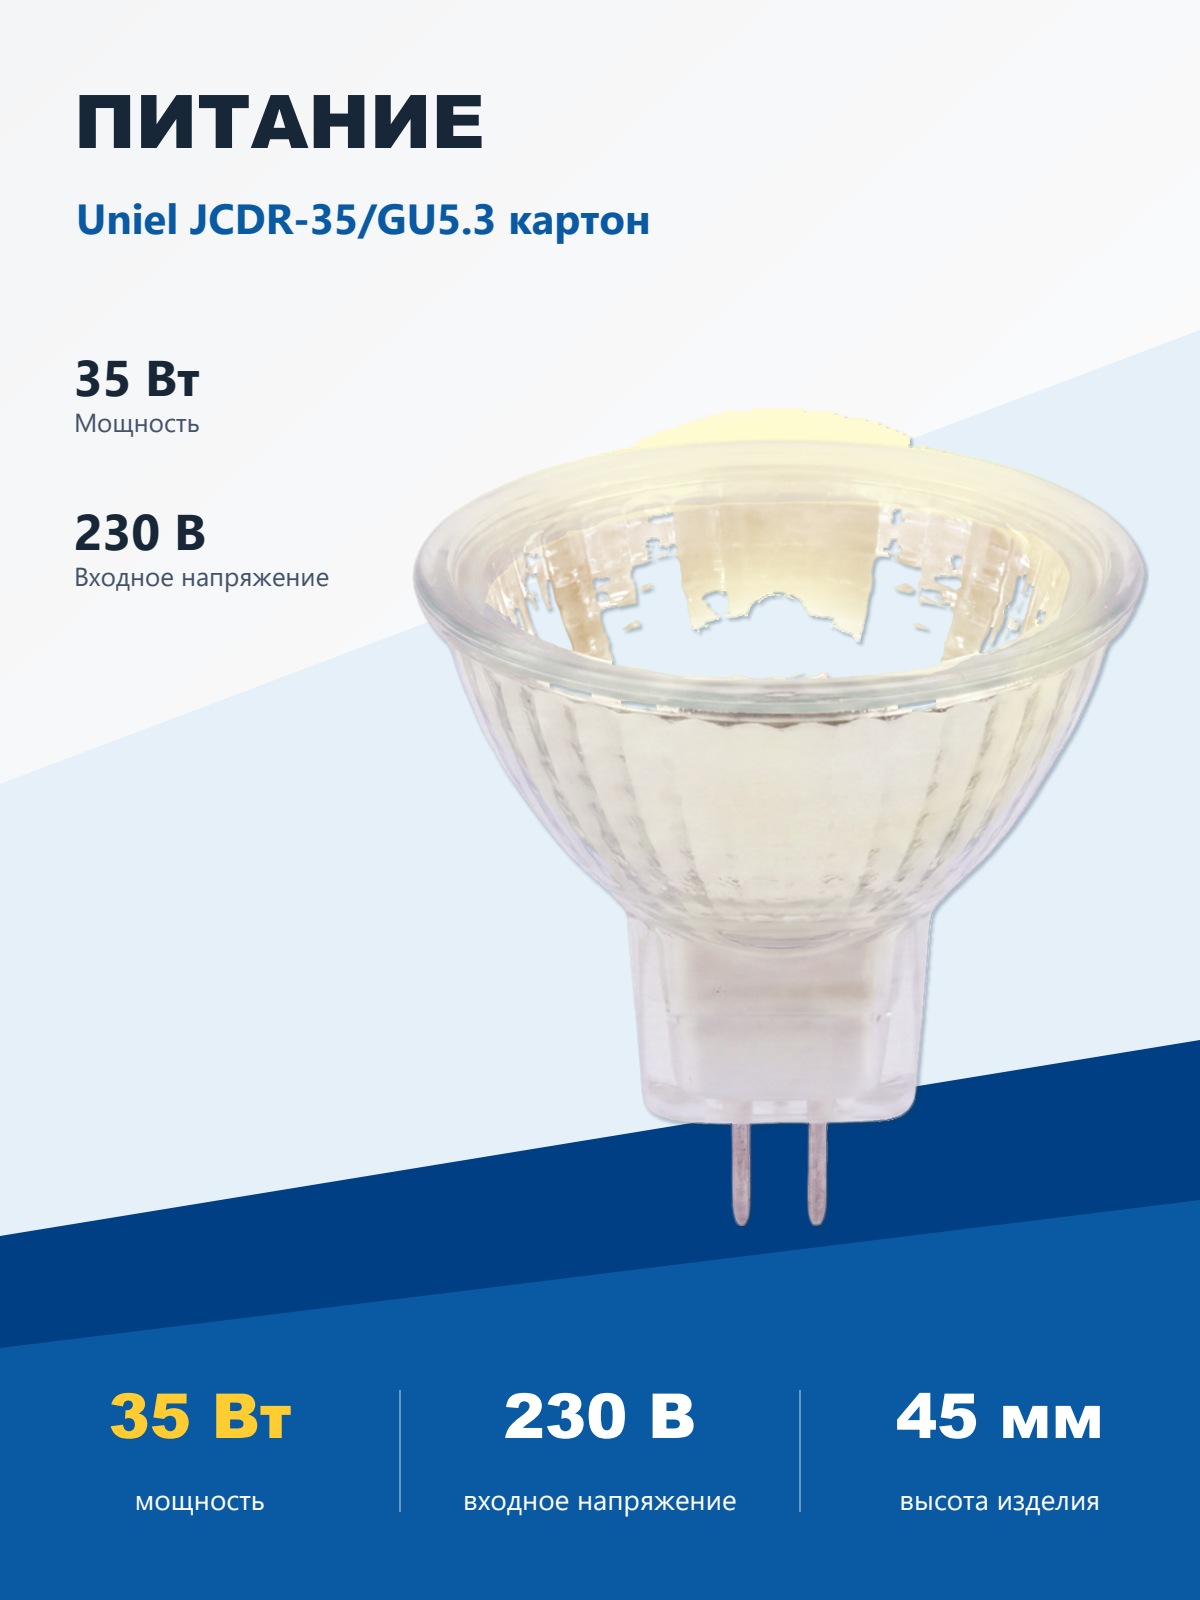 ПИТАНИЕ
Uniel JCDR-35/GU5.3 картон
35 Вт
Мощность
230 В
Входное напряжение
35 Вт
мощность
230 В
входное напряжение
45 мм
высота изделия